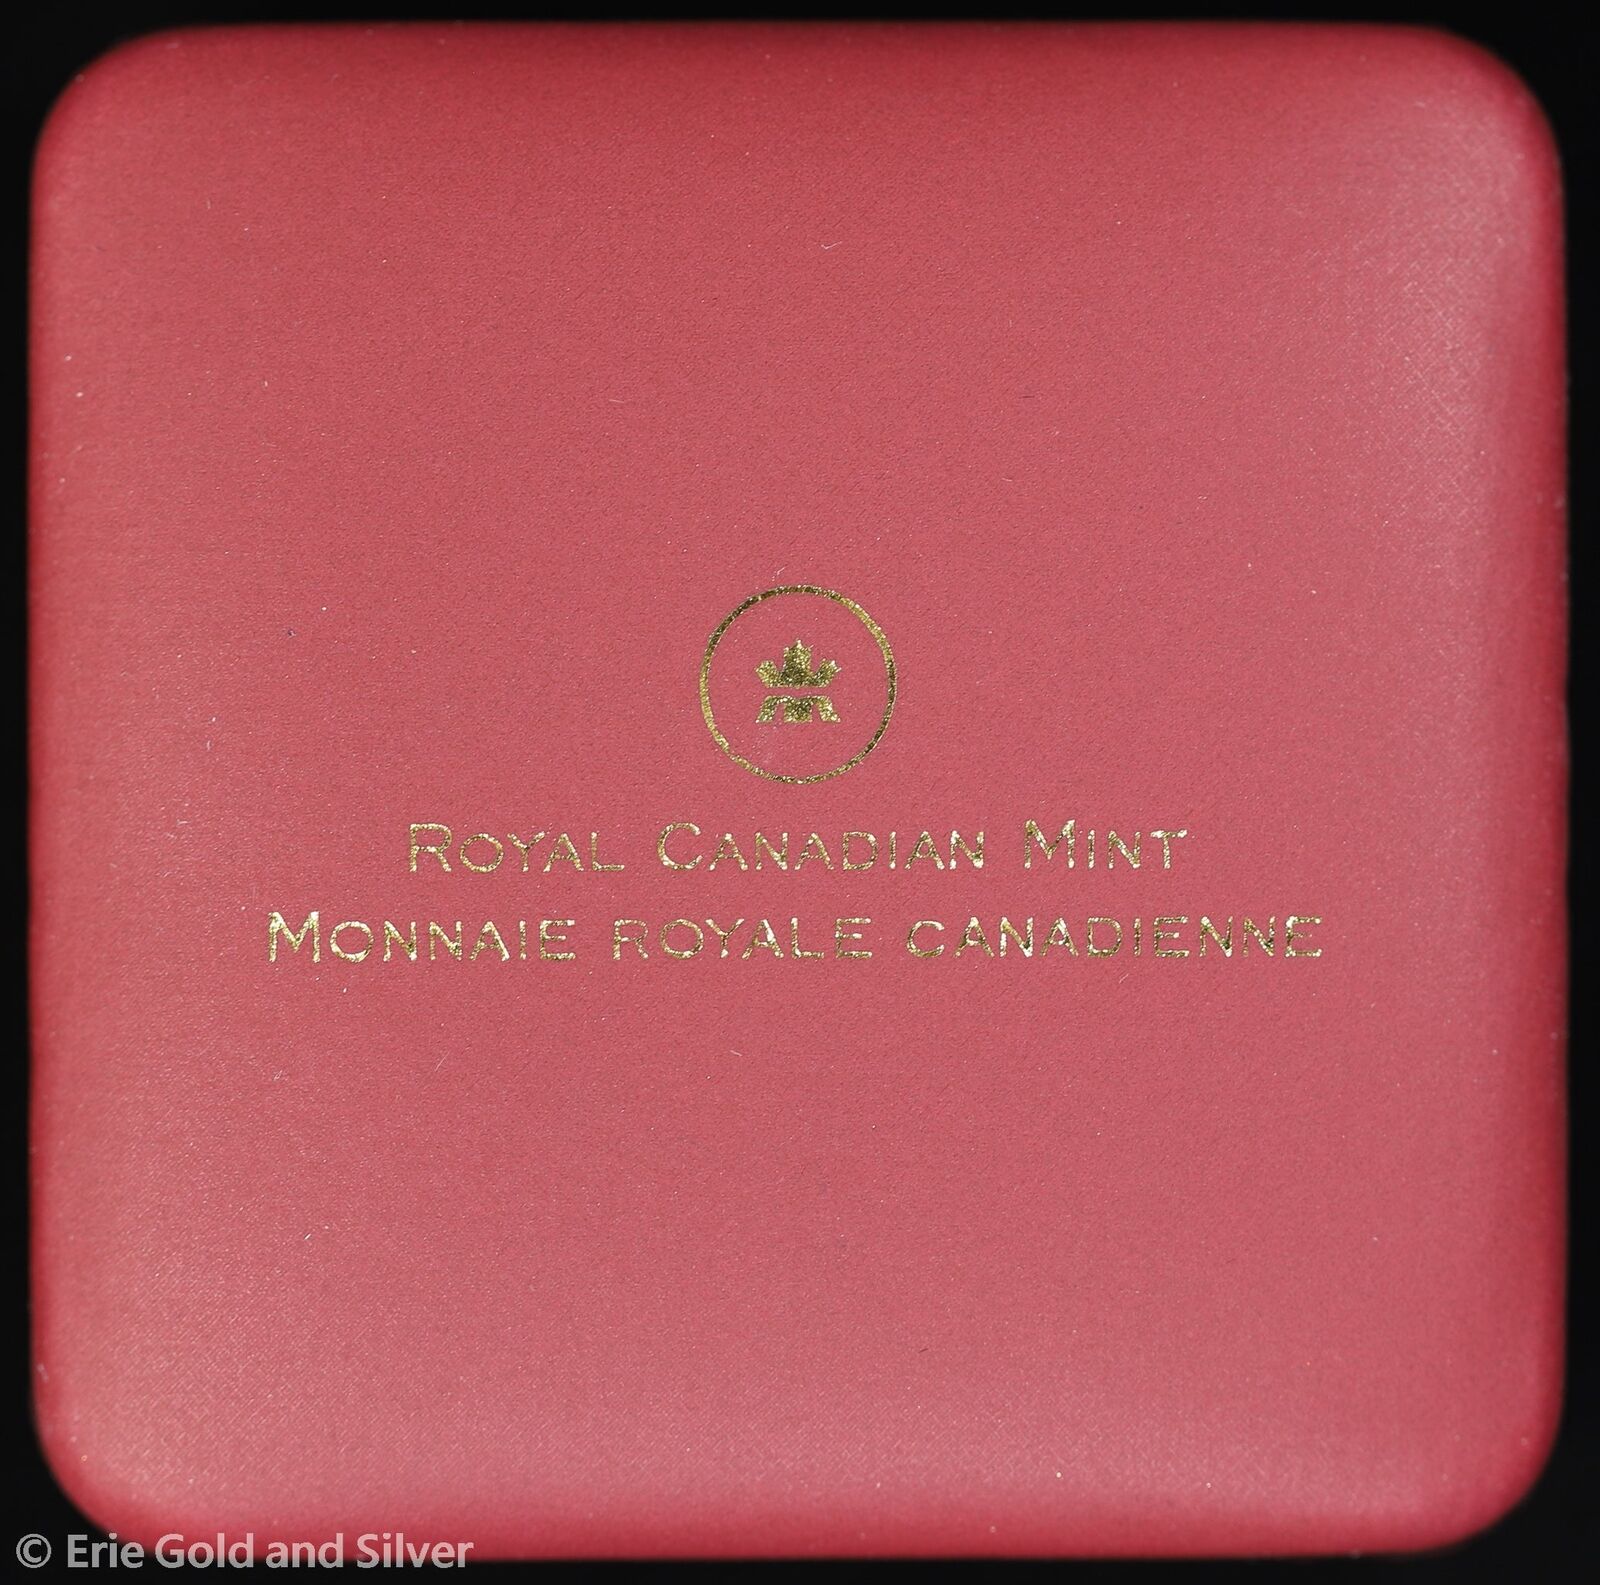 ROYAL CANADIAN MINT
MONNAIE ROYALE CANADIENNE
© Erie Gold and Silver